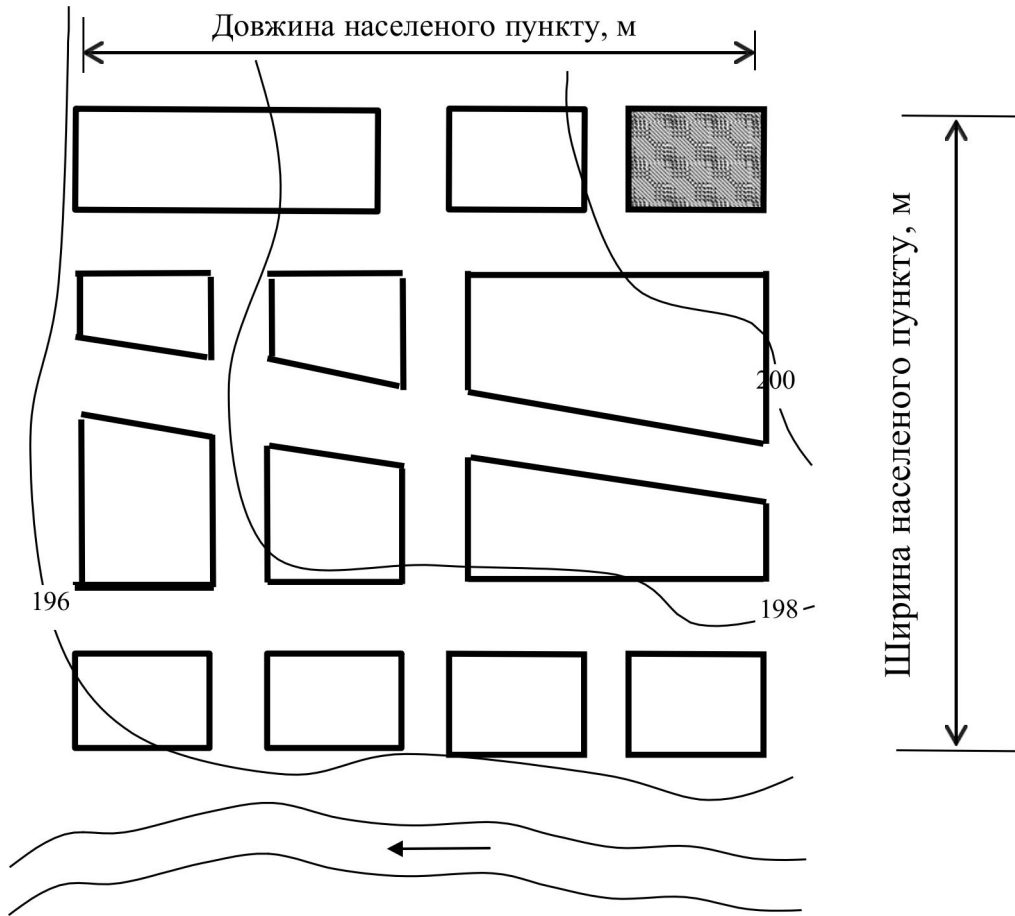 Довжина населеного пункту, м
Ширина населеного пункту, м
200
196
198